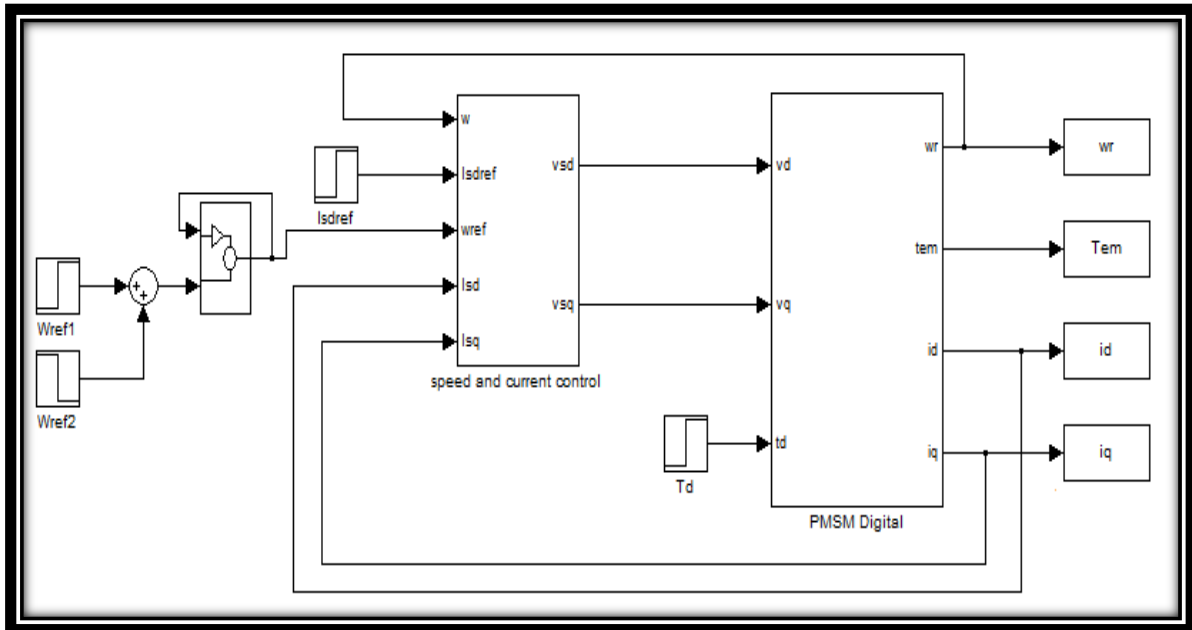 w
Isdref
wref
Isd
Isq
vsd
vsq
speed and current control
Isdref
Wref1
Wref2
+
+
Td
vd
vq
td
wr
tem
id
iq
PMSM Digital
wr
Tem
id
iq